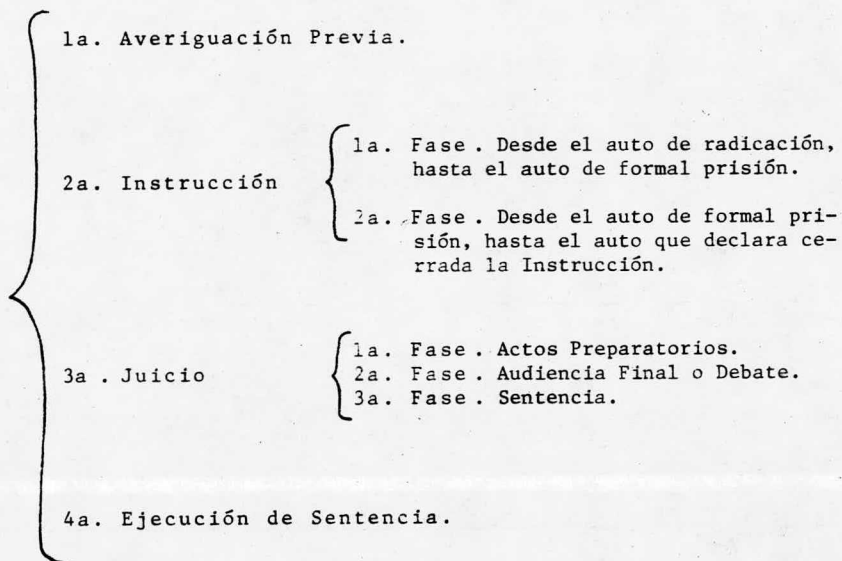 1a. Averiguación Previa.
2a. Instrucción
1a. Fase. Desde el auto de radicación,
hasta el auto de formal prisión.
2a. Fase. Desde el auto de formal pri-
sión, hasta el auto que declara ce-
rrada la Instrucción.
3a. Juicio
1a. Fase. Actos Preparatorios.
2a. Fase. Audiencia Final o Debate.
3a. Fase. Sentencia.
4a. Ejecución de Sentencia.